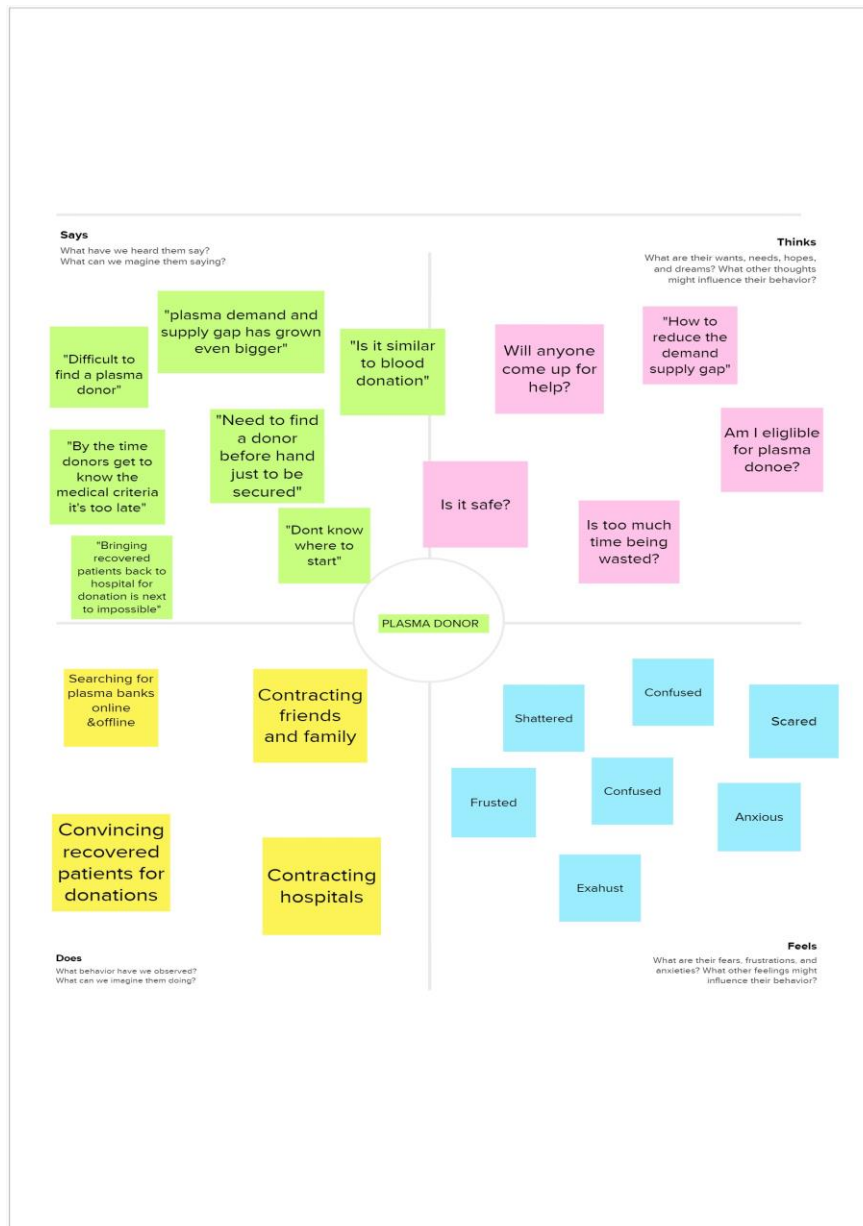 Says
What have we heard them say?
What can we magine them saying?
"Difficult to
find a plasma
donor"
"plasma demand and
supply gap has grown
even bigger"
"Is it similar
to blood
donation"
"By the time
donors get to
know the
medical criteria
it's too late"
"Need to find
a donor
before hand
just to be
secured"
"Bringing
recovered
patients back to
hospital for
donation is next
to impossible"
"Dont know
where to
start"
Thinks
What are their wants, needs, hopes,
and dreams? What other thoughts
might influence their behavior?
Will anyone
come up for
help?
"How to
reduce the
demand
supply gap"
Am I eligible
for plasma
donoe?
Is it safe?
Is too much
time being
wasted?
PLASMA DONOR
Searching for
plasma banks
online
&offline
Contracting
friends
and family
Convincing
recovered
patients for
donations
Contracting
hospitals
Does
What behavior have we observed?
What can we imagine them doing?
Shattered
Confused
Scared
Frusted
Confused
Anxious
Exahust
Feels
What are their fears, frustrations, and
anxieties? What other feelings might
influence their behavior?